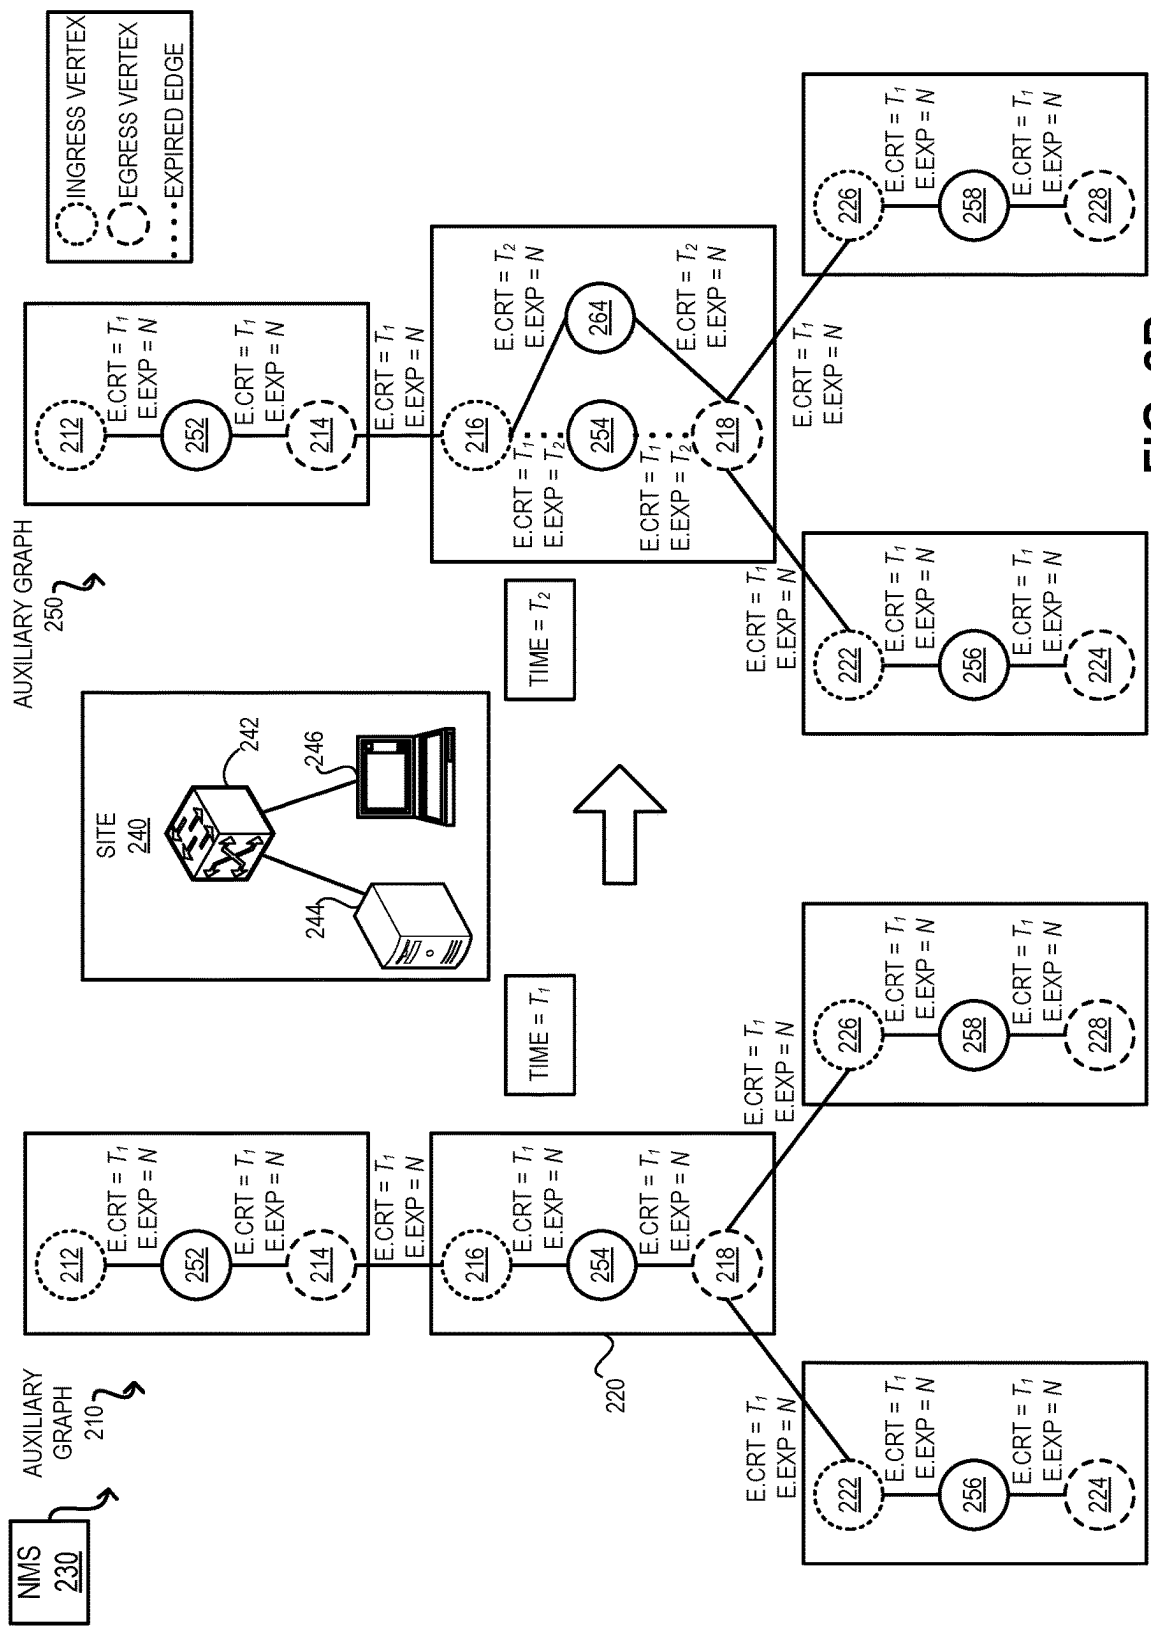 NMS
230
AUXILIARY
GRAPH
210
212
E.CRT = T1
E.EXP = N
252
E.CRT = T1
E.EXP = N
214
E.CRT = T1
E.EXP = N
220
216
E.CRT = T1
E.EXP = N
254
E.CRT = T1
E.EXP = N
218
E.CRT = T1
E.EXP = N
E.CRT = T1
E.EXP = N
222
E.CRT = T1
E.EXP = N
256
E.CRT = T1
E.EXP = N
224
226
E.CRT = T1
E.EXP = N
258
E.CRT = T1
E.EXP = N
228
SITE
240
242
244
246
TIME = T1
TIME = T2
AUXILIARY GRAPH
250
212
E.CRT = T1
E.EXP = N
252
E.CRT = T1
E.EXP = N
214
E.CRT = T1
E.EXP = N
216
E.CRT = T1
E.EXP = T2
E.CRT = T2
E.EXP = N
254
264
E.CRT = T1
E.EXP = T2
E.CRT = T2
E.EXP = N
218
E.CRT = T1
E.EXP = N
E.CRT = T1
E.EXP = N
222
E.CRT = T1
E.EXP = N
256
E.CRT = T1
E.EXP = N
224
226
E.CRT = T1
E.EXP = N
258
E.CRT = T1
E.EXP = N
228
INGRESS VERTEX
EGRESS VERTEX
EXPIRED EDGE